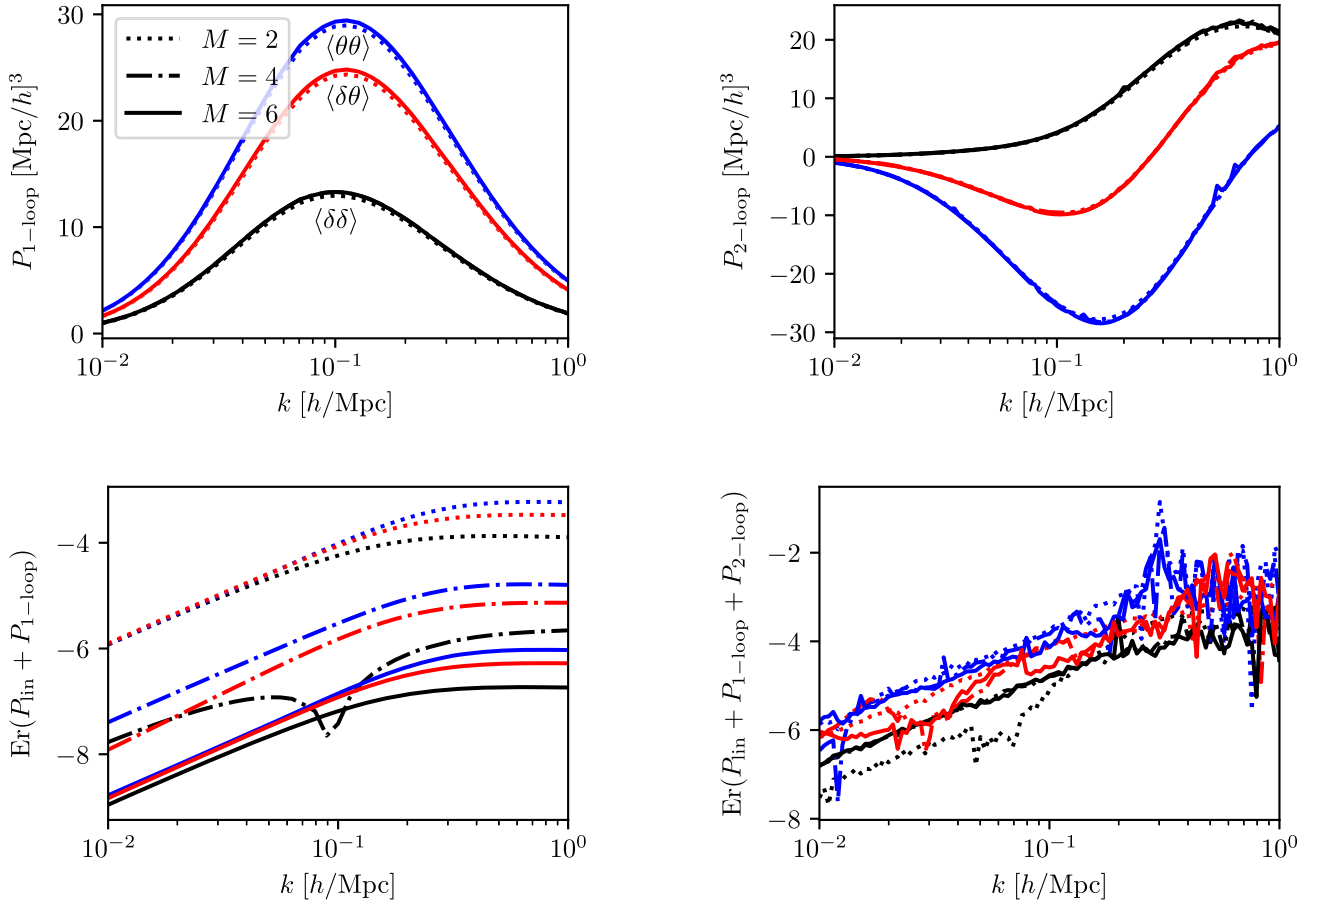 30
20
10
0
P₁₋ₗₒₒₚ [Mpc/h]³
M = 2
M = 4
M = 6
⟨θθ⟩
⟨δθ⟩
⟨δδ⟩
10⁻² 10⁻¹ 10⁰
k [h/Mpc]
20
10
0
−10
−20
−30
P₂₋ₗₒₒₚ [Mpc/h]³
10⁻² 10⁻¹ 10⁰
k [h/Mpc]
−4
−6
−8
Er(Pₗᵢₙ + P₁₋ₗₒₒₚ)
10⁻² 10⁻¹ 10⁰
k [h/Mpc]
−2
−4
−6
−8
Er(Pₗᵢₙ + P₁₋ₗₒₒₚ + P₂₋ₗₒₒₚ)
10⁻² 10⁻¹ 10⁰
k [h/Mpc]